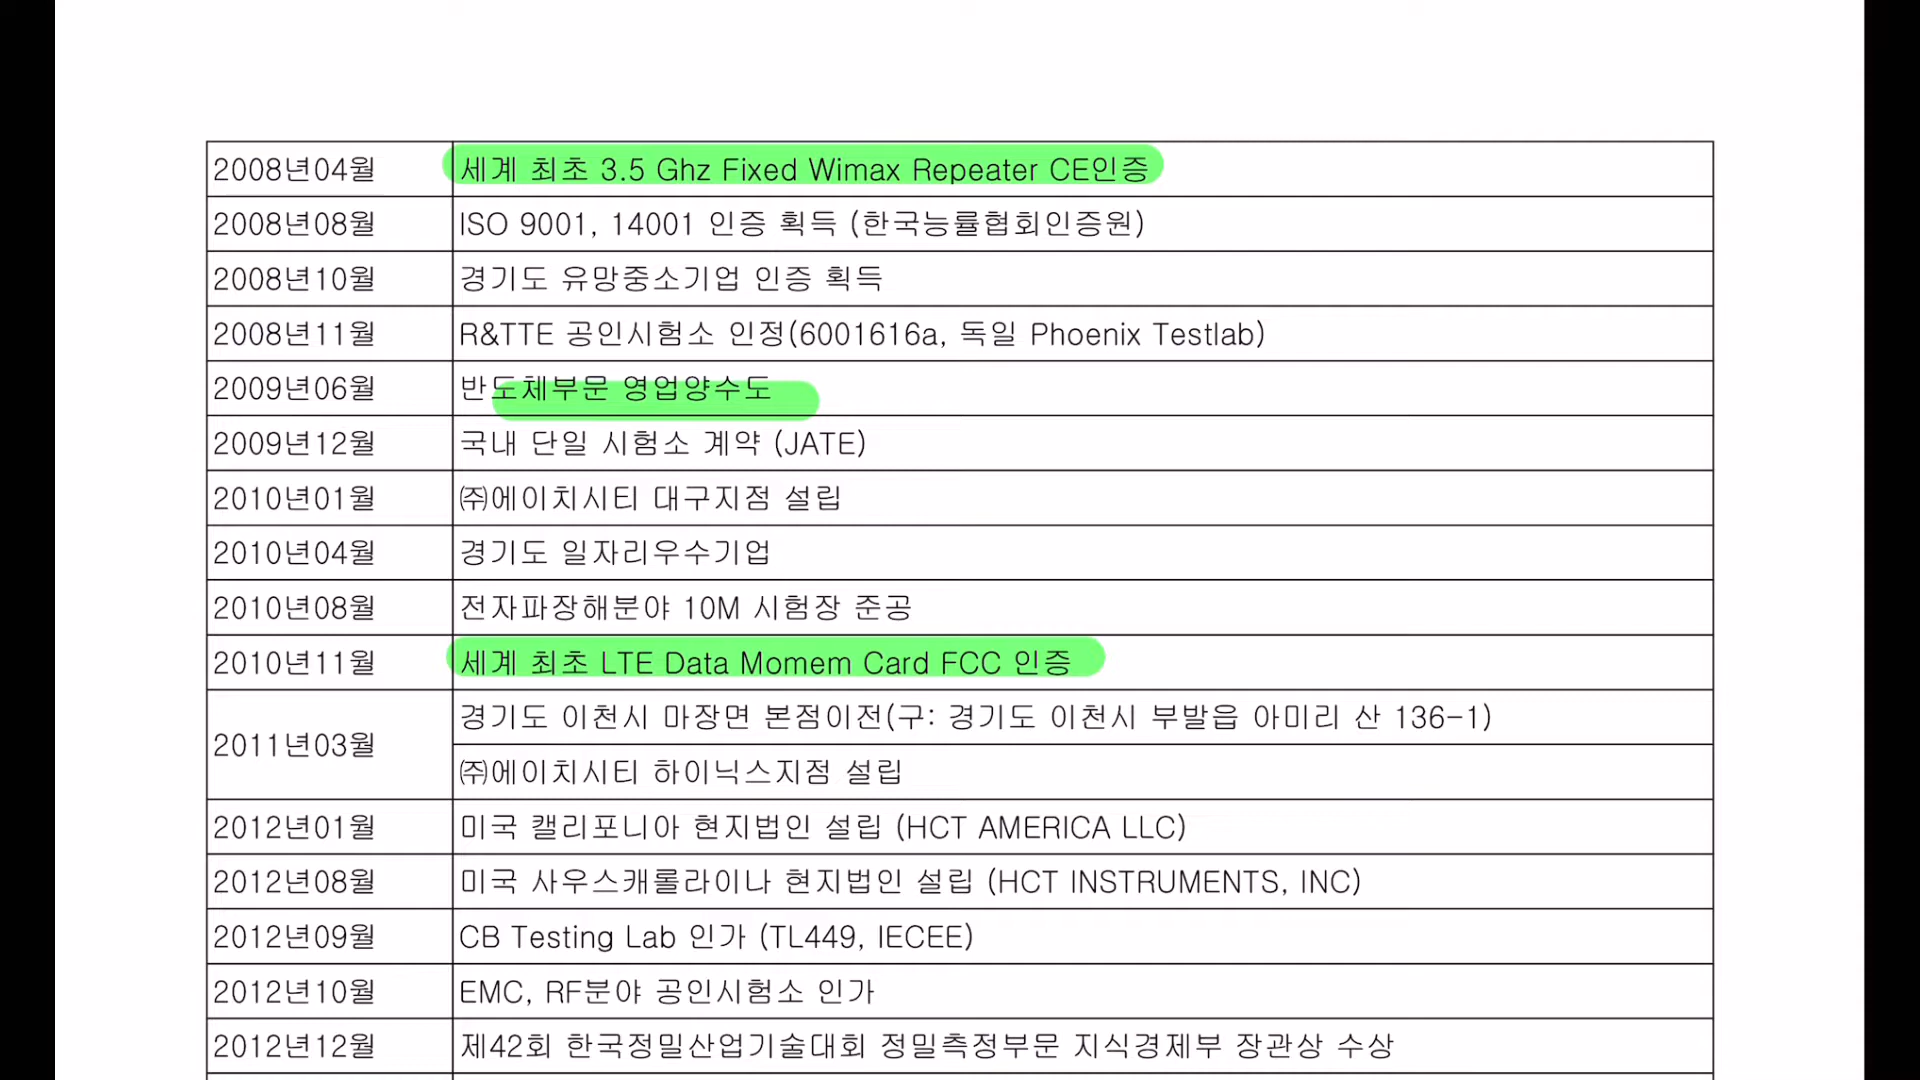 2008년04월 세계 최초 3.5 Ghz Fixed Wimax Repeater CE인증
2008년08월 ISO 9001, 14001 인증 획득 (한국능률협회인증원)
2008년10월 경기도 유망중소기업 인증 획득
2008년11월 R&TTE 공인시험소 인정(6001616a, 독일 Phoenix Testlab)
2009년06월 반도체부문 영업양수도
2009년12월 국내 단일 시험소 계약 (JATE)
2010년01월 ㈜에이치시티 대구지점 설립
2010년04월 경기도 일자리우수기업
2010년08월 전자파장해분야 10M 시험장 준공
2010년11월 세계 최초 LTE Data Momem Card FCC 인증
2011년03월 경기도 이천시 마장면 본점이전(구: 경기도 이천시 부발읍 아미리 산 136-1)
㈜에이치시티 하이닉스지점 설립
2012년01월 미국 캘리포니아 현지법인 설립 (HCT AMERICA LLC)
2012년08월 미국 사우스캐롤라이나 현지법인 설립 (HCT INSTRUMENTS, INC)
2012년09월 CB Testing Lab 인가 (TL449, IECEE)
2012년10월 EMC, RF분야 공인시험소 인가
2012년12월 제42회 한국정밀산업기술대회 정밀측정부문 지식경제부 장관상 수상